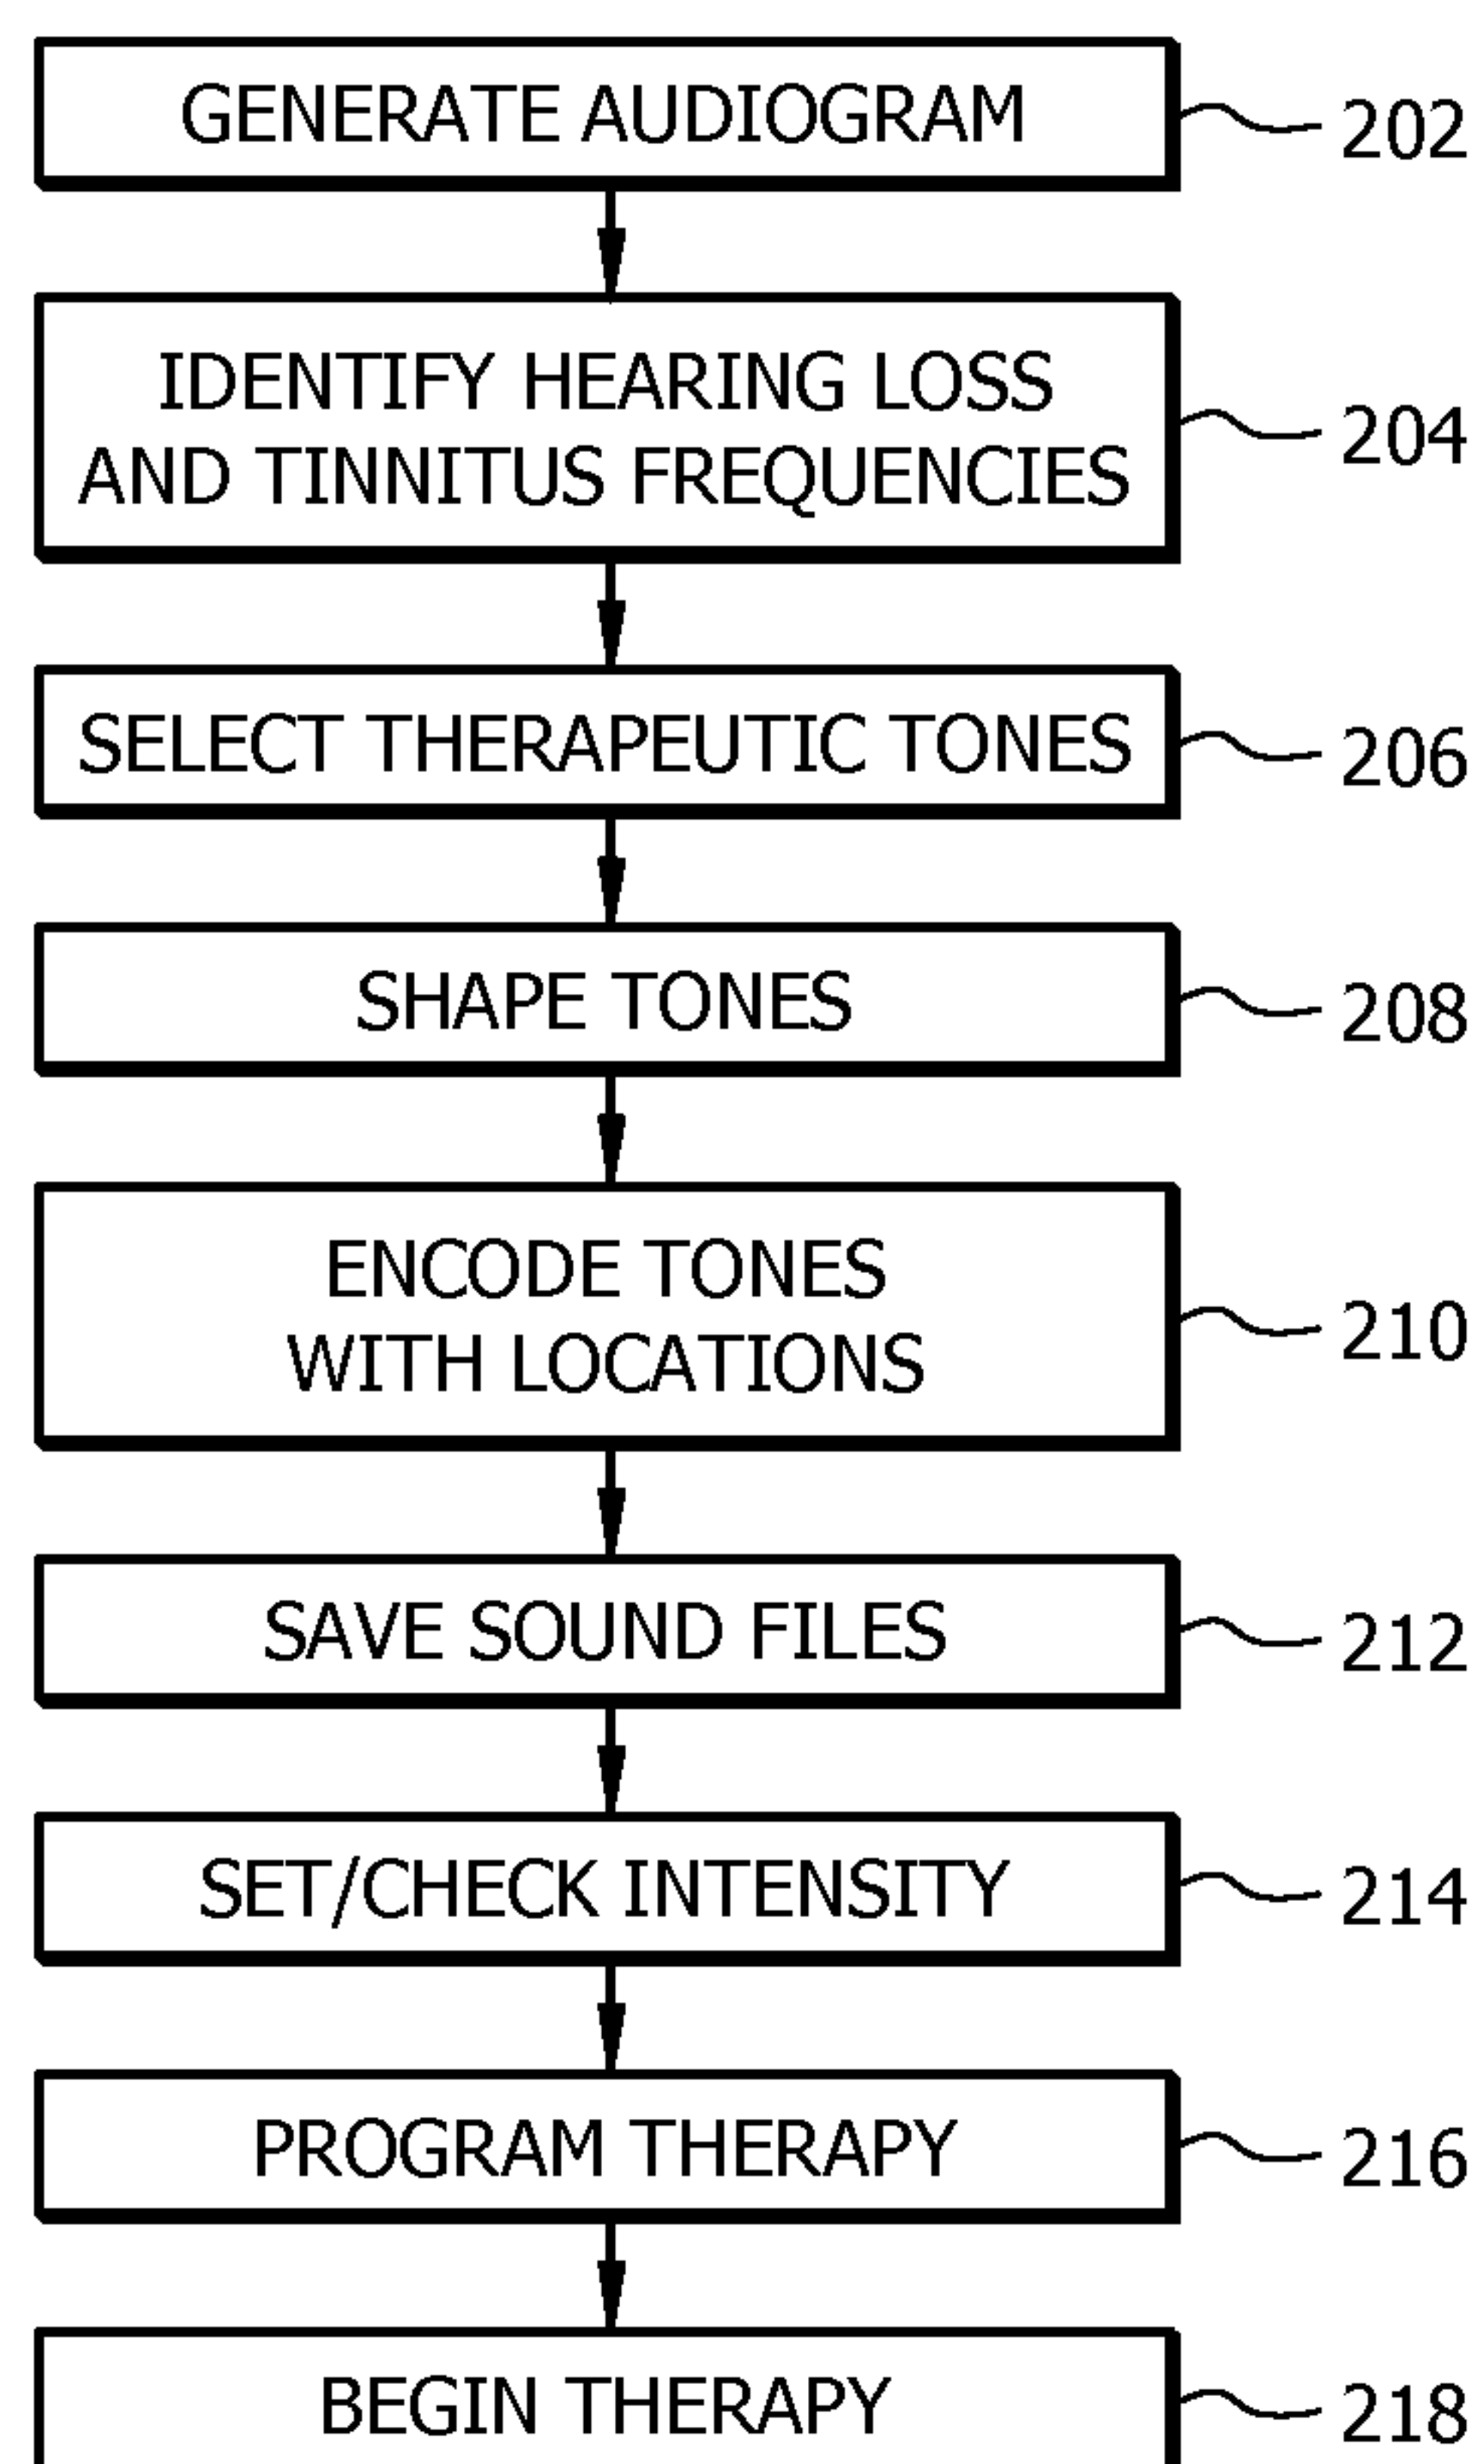 GENERATE AUDIOGRAM
202
IDENTIFY HEARING LOSS
AND TINNITUS FREQUENCIES
204
SELECT THERAPEUTIC TONES
206
SHAPE TONES
208
ENCODE TONES
WITH LOCATIONS
210
SAVE SOUND FILES
212
SET/CHECK INTENSITY
214
PROGRAM THERAPY
216
BEGIN THERAPY
218